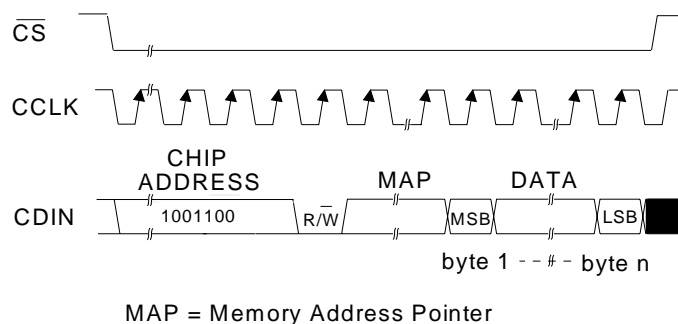 CS
CCLK
CHIP
ADDRESS
MAP
DATA
CDIN
1001100
R/W
MSB
LSB
byte 1
byte n
MAP = Memory Address Pointer